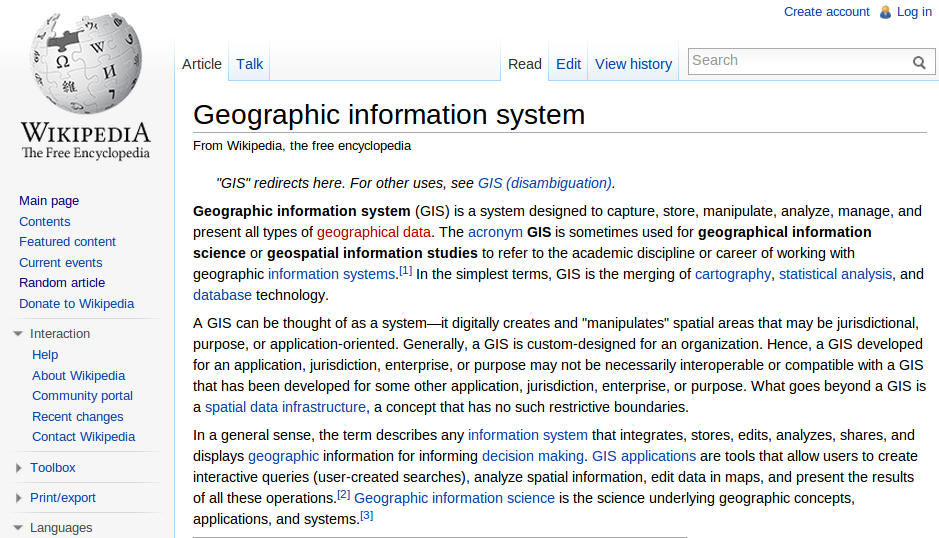 Create account Log in
WIKIPEDIA
The Free Encyclopedia
Article Talk Read Edit View history Search
Main page
Contents
Featured content
Current events
Random article
Donate to Wikipedia
Interaction
Help
About Wikipedia
Community portal
Recent changes
Contact Wikipedia
Toolbox
Print/export
Languages
Geographic information system
From Wikipedia, the free encyclopedia
"GIS" redirects here. For other uses, see GIS (disambiguation).
Geographic information system (GIS) is a system designed to capture, store, manipulate, analyze, manage, and
present all types of geographical data. The acronym GIS is sometimes used for geographical information
science or geospatial information studies to refer to the academic discipline or career of working with
geographic information systems.[1] In the simplest terms, GIS is the merging of cartography, statistical analysis, and
database technology.
A GIS can be thought of as a system—it digitally creates and "manipulates" spatial areas that may be jurisdictional,
purpose, or application-oriented. Generally, a GIS is custom-designed for an organization. Hence, a GIS developed
for an application, jurisdiction, enterprise, or purpose may not be necessarily interoperable or compatible with a GIS
that has been developed for some other application, jurisdiction, enterprise, or purpose. What goes beyond a GIS is
a spatial data infrastructure, a concept that has no such restrictive boundaries.
In a general sense, the term describes any information system that integrates, stores, edits, analyzes, shares, and
displays geographic information for informing decision making. GIS applications are tools that allow users to create
interactive queries (user-created searches), analyze spatial information, edit data in maps, and present the results
of all these operations.[2] Geographic information science is the science underlying geographic concepts,
applications, and systems.[3]